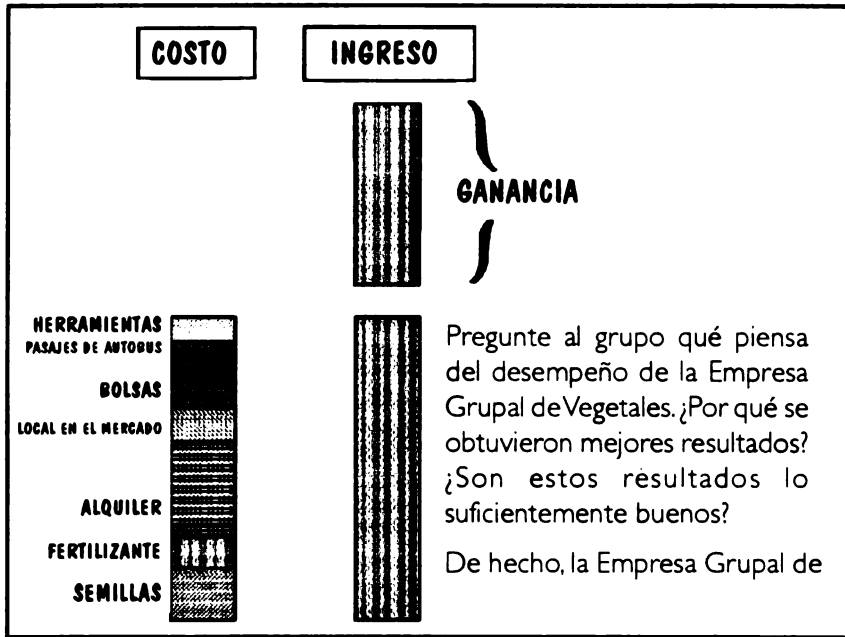 COSTO
INGRESO
GANANCIA
HERRAMIENTAS
PASAJES DE AUTOBUS
BOLSAS
LOCAL EN EL MERCADO
ALQUILER
FERTILIZANTE
SEMILLAS
Pregunte al grupo qué piensa
del desempeño de la Empresa
Grupal de Vegetales. ¿Por qué se
obtuvieron mejores resultados?
¿Son estos resultados lo
suficientemente buenos?
De hecho, la Empresa Grupal de